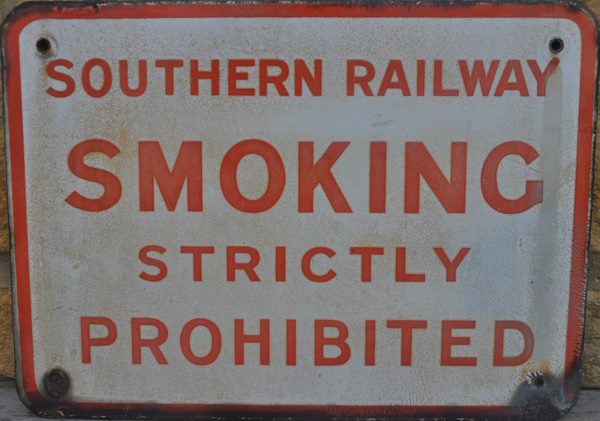 SOUTHERN RAILWAY
SMOKING
STRICTLY
PROHIBITED